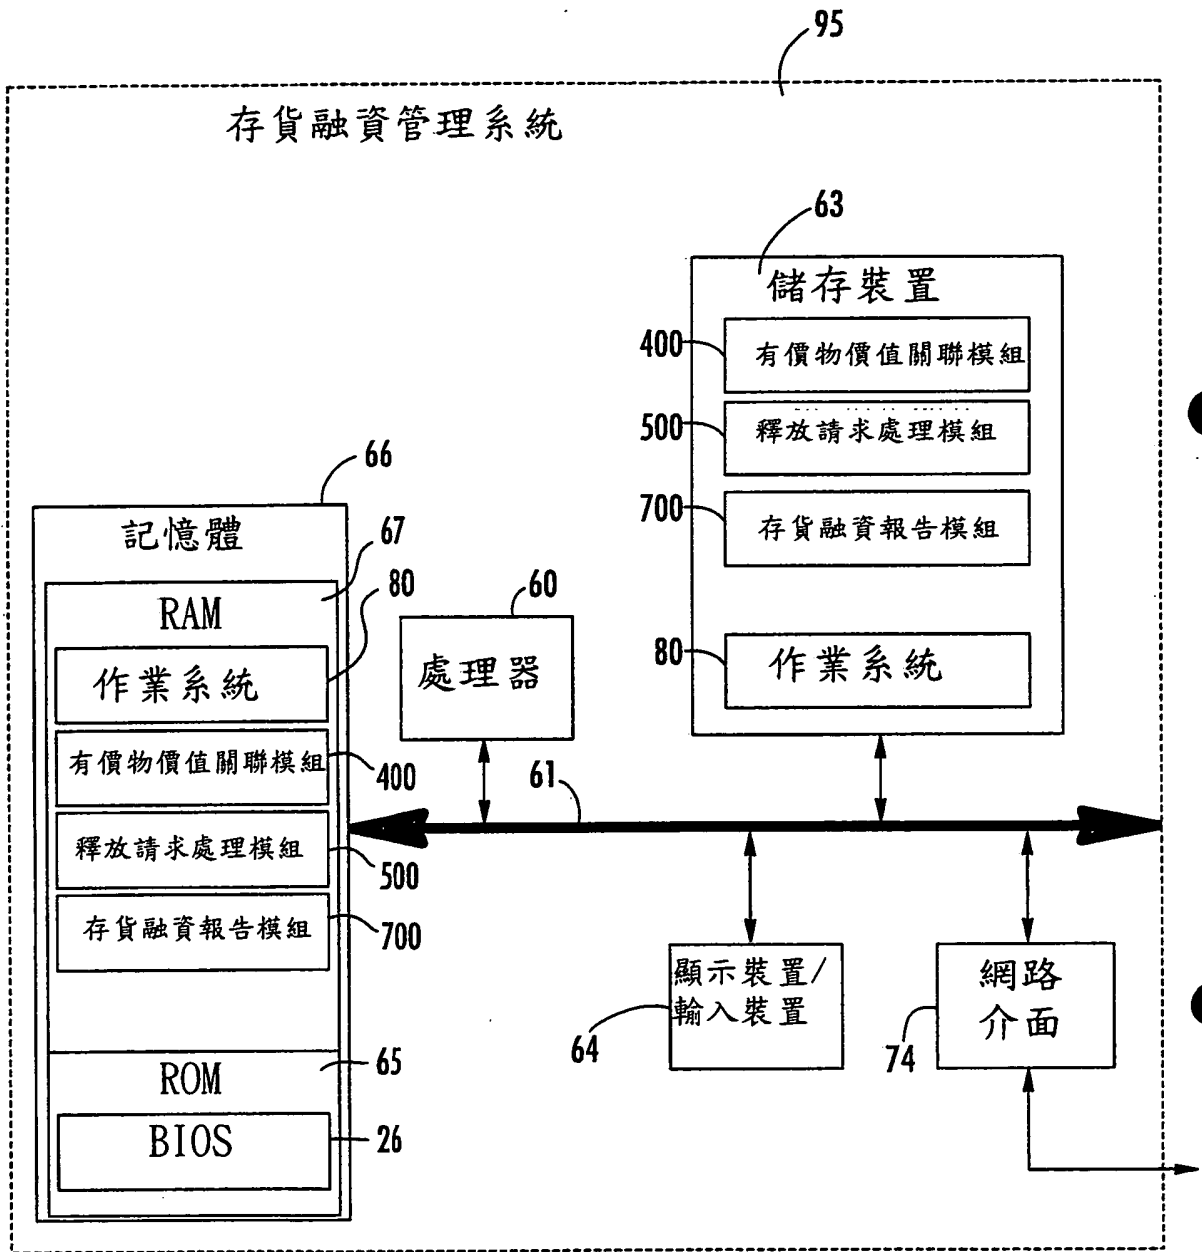 95
存貨融資管理系統
63
儲存裝置
400
有價物價值關聯模組
500
釋放請求處理模組
700
存貨融資報告模組
80
作業系統
66
記憶體
67
RAM
80
作業系統
有價物價值關聯模組
400
釋放請求處理模組
500
存貨融資報告模組
700
65
ROM
BIOS
26
60
處理器
61
顯示裝置/
輸入裝置
64
網路
介面
74